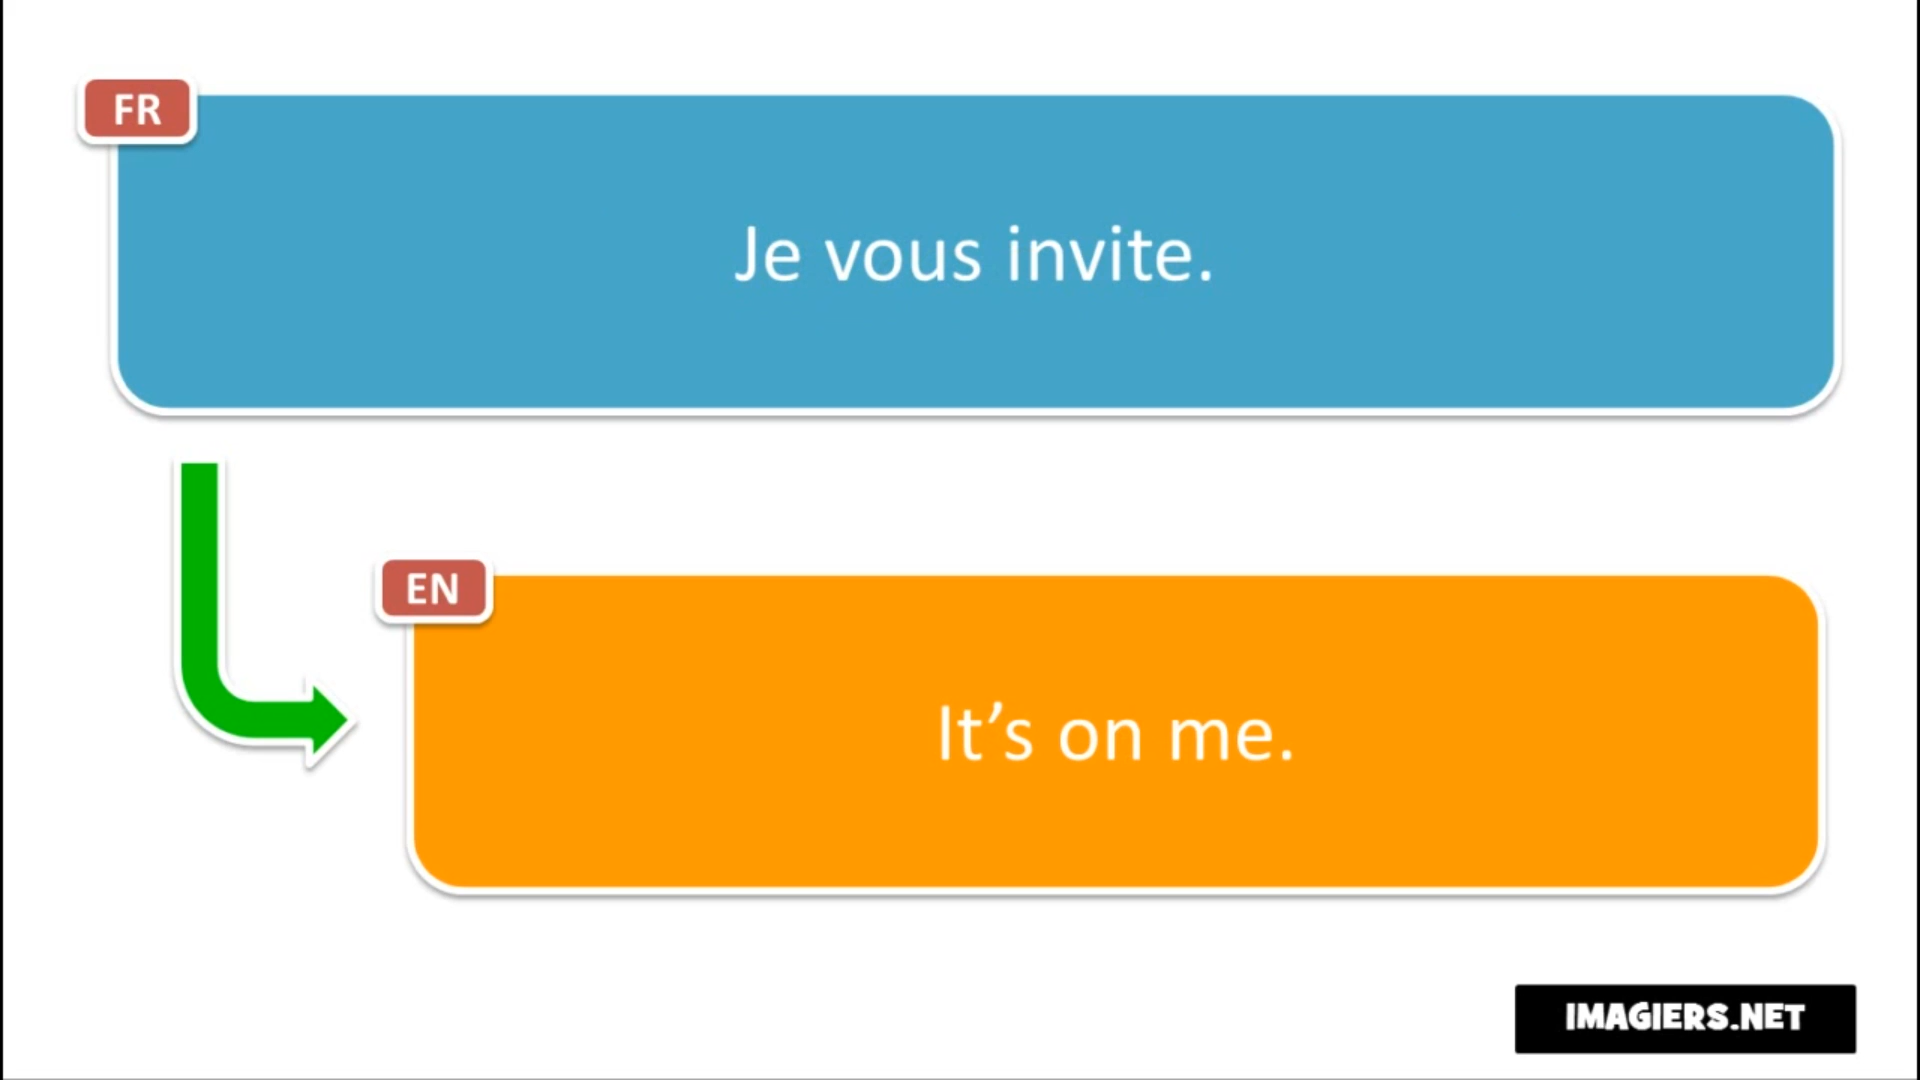 FR
Je vous invite.
EN
It’s on me.
IMAGIERS.NET